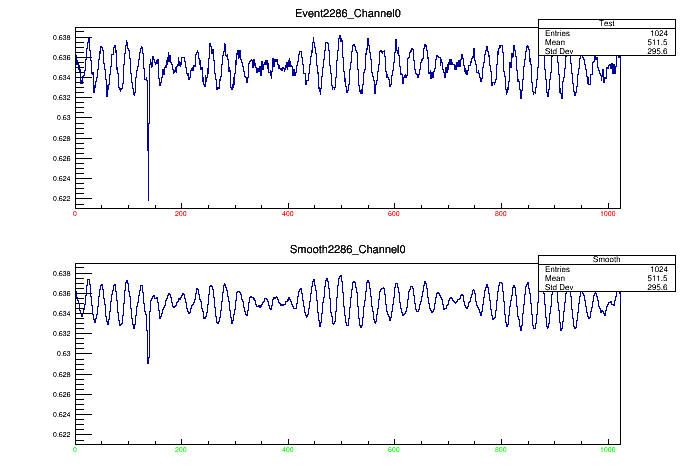 Event2286_Channel0
Test
Entries 1024
Mean 511.5
Std Dev 295.6
0.638
0.636
0.634
0.632
0.63
0.628
0.626
0.624
0.622
0 200 400 600 800 1000
Smooth2286_Channel0
Smooth
Entries 1024
Mean 511.5
Std Dev 295.6
0.638
0.636
0.634
0.632
0.63
0.628
0.626
0.624
0.622
0 200 400 600 800 1000